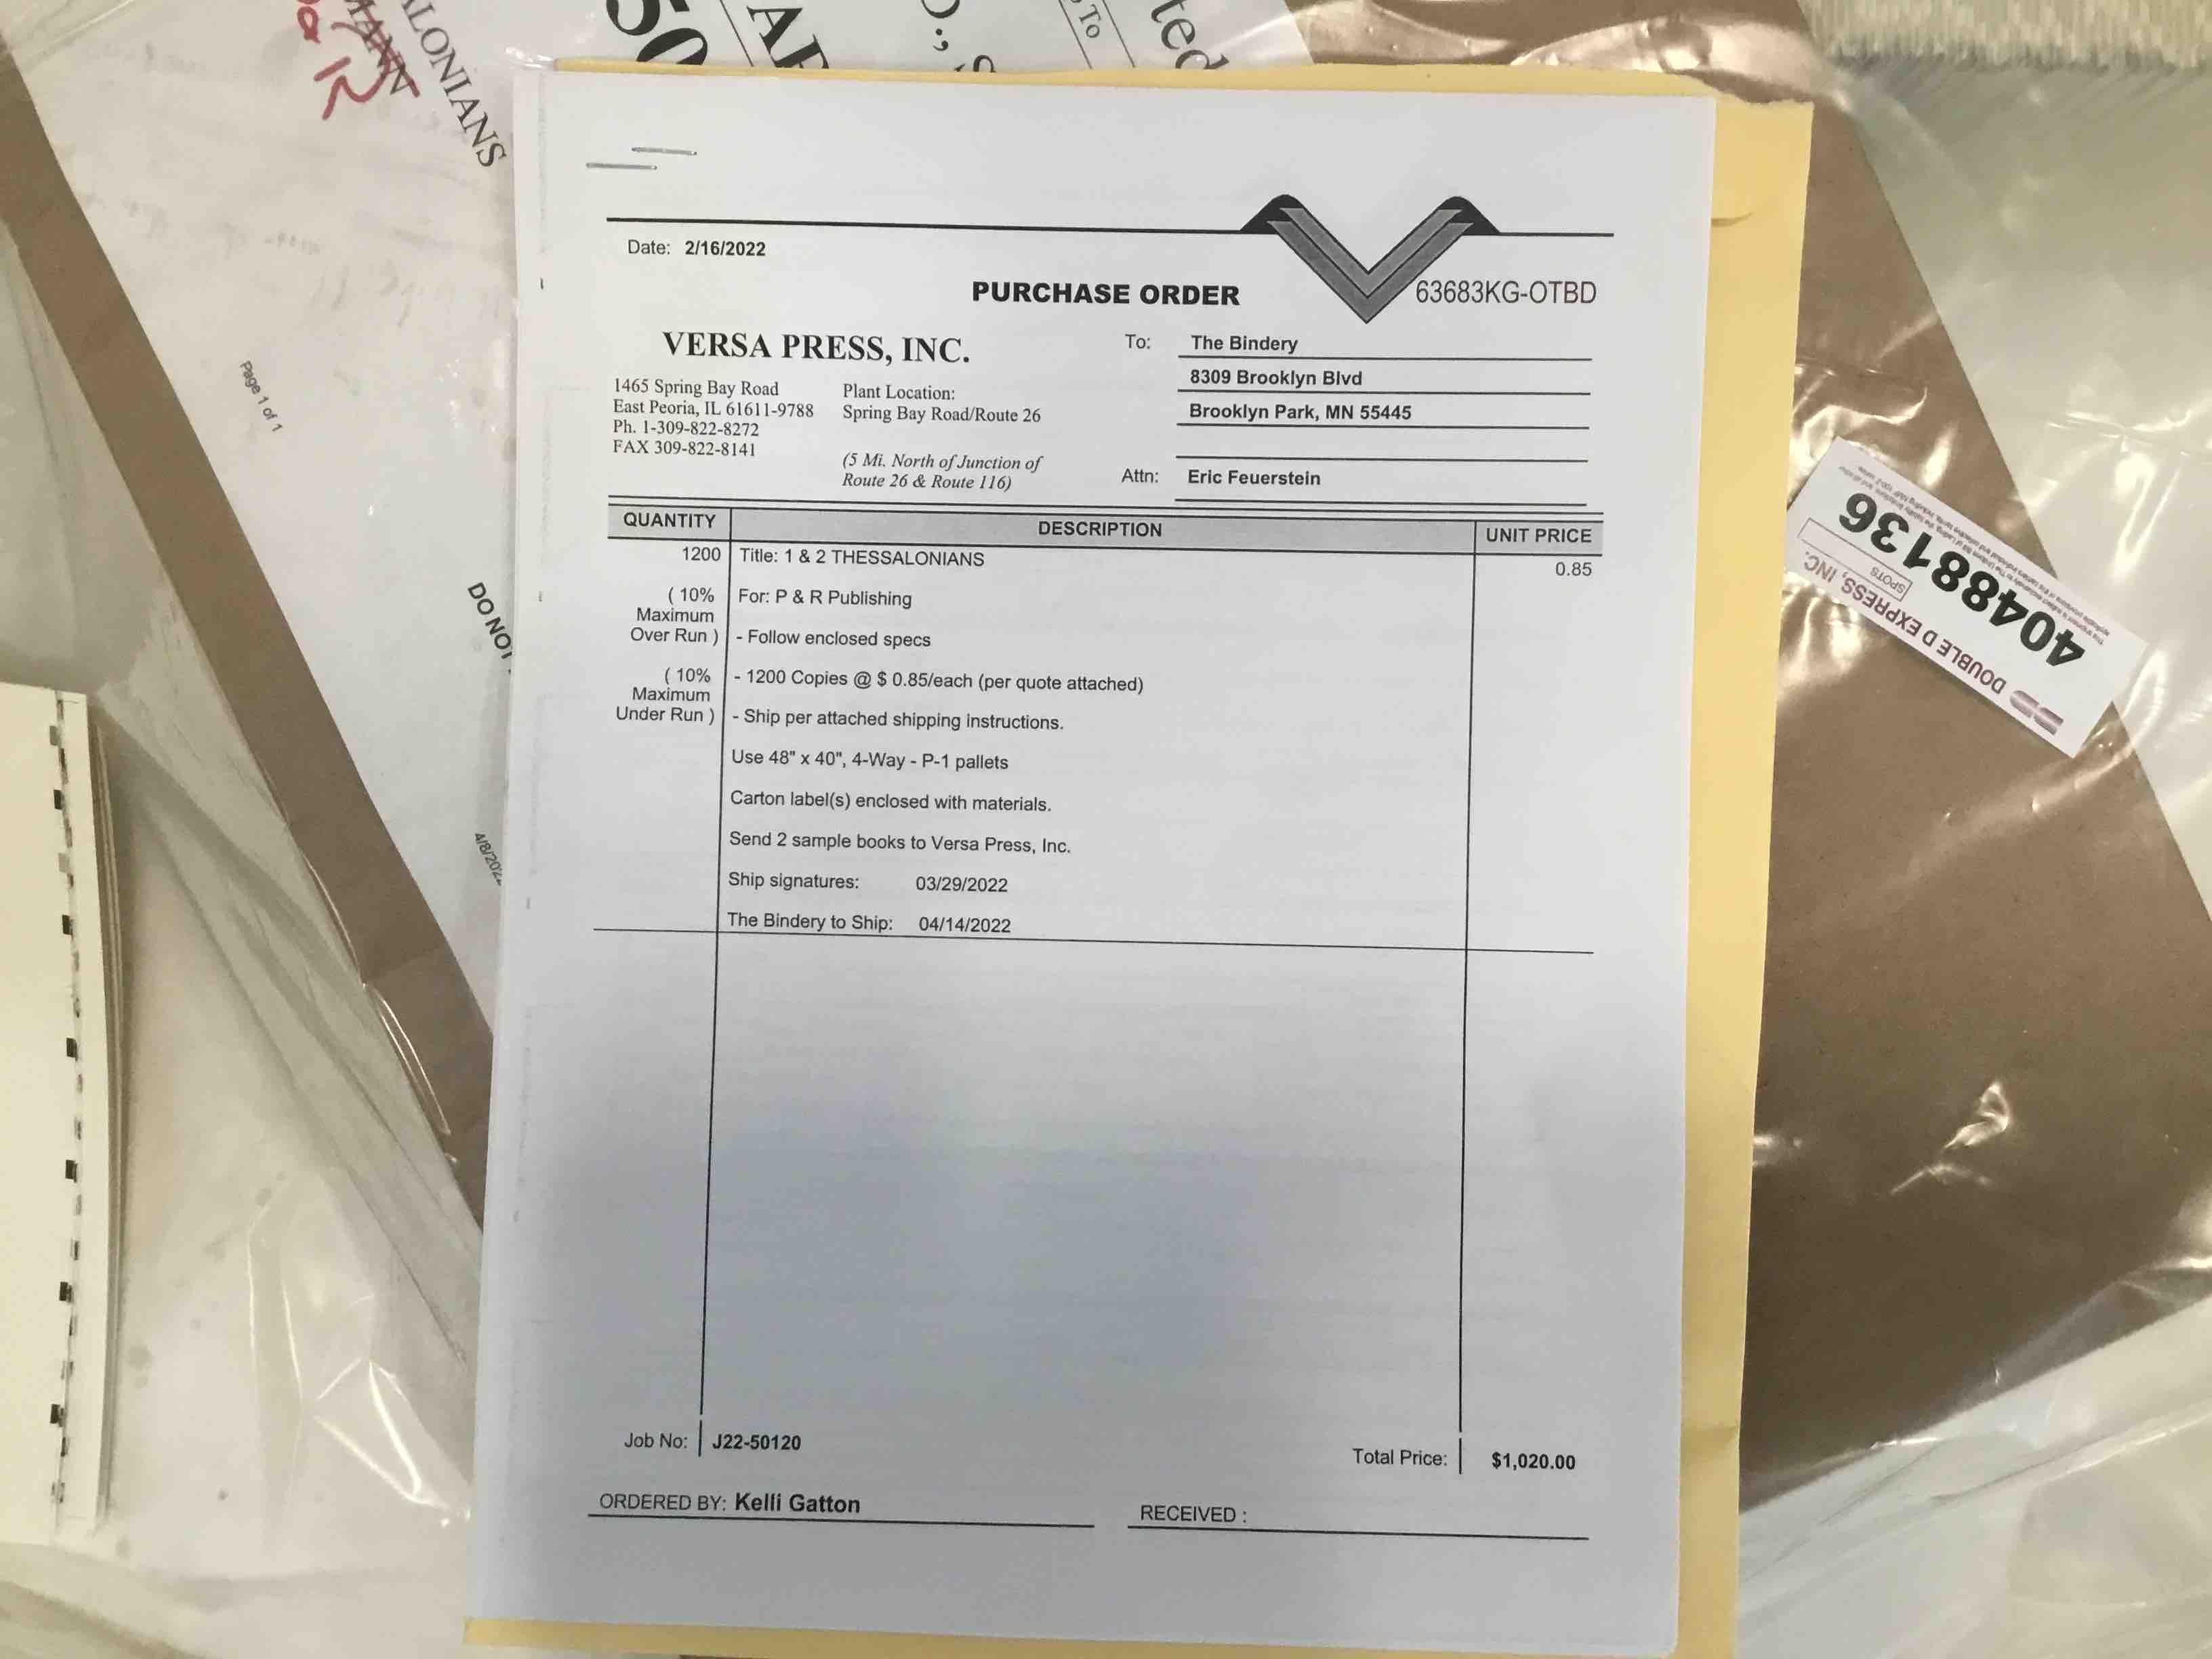 LONIANS
MANN
R
50
To
ted
Page 1 of 1
DO NOT
Date: 2/16/2022
PURCHASE ORDER
63683KG-OTBD
VERSA PRESS, INC.
1465 Spring Bay Road
East Peoria, IL 61611-9788
Ph. 1-309-822-8272
FAX 309-822-8141
Plant Location:
Spring Bay Road/Route 26
(5 Mi. North of Junction of
Route 26 & Route 116)
To: The Bindery
8309 Brooklyn Blvd
Brooklyn Park, MN 55445
Attn: Eric Feuerstein
QUANTITY DESCRIPTION UNIT PRICE
1200 Title: 1 & 2 THESSALONIANS 0.85
( 10%
Maximum
Over Run )
For: P & R Publishing
- Follow enclosed specs
( 10%
Maximum
Under Run )
- 1200 Copies @ $ 0.85/each (per quote attached)
- Ship per attached shipping instructions.
Use 48" x 40", 4-Way - P-1 pallets
Carton label(s) enclosed with materials.
Send 2 sample books to Versa Press, Inc.
Ship signatures: 03/29/2022
The Bindery to Ship: 04/14/2022
Job No: J22-50120
Total Price: $1,020.00
ORDERED BY: Kelli Gatton
RECEIVED :
DOUBLE D EXPRESS, INC.
SPOTS
40488136